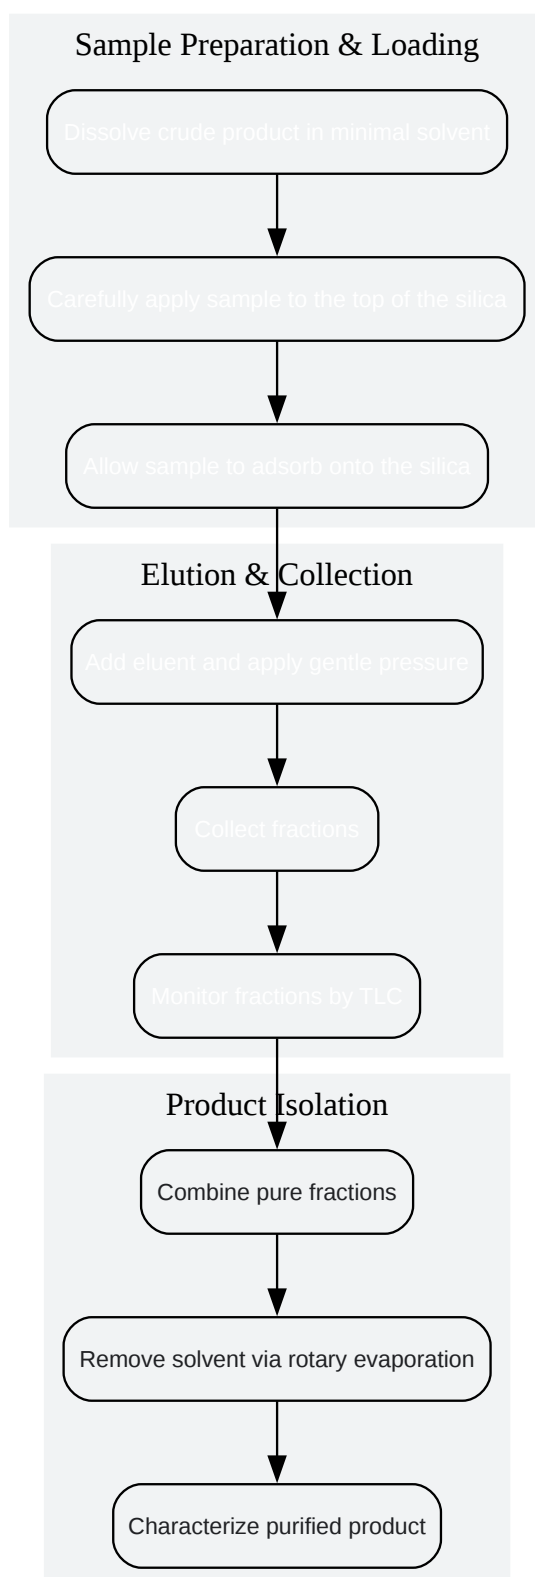 Sample Preparation & Loading
Dissolve crude product in minimal solvent
Carefully apply sample to the top of the silica
Allow sample to adsorb onto the silica
Elution & Collection
Add eluent and apply gentle pressure
Collect fractions
Monitor fractions by TLC
Product Isolation
Combine pure fractions
Remove solvent via rotary evaporation
Characterize purified product